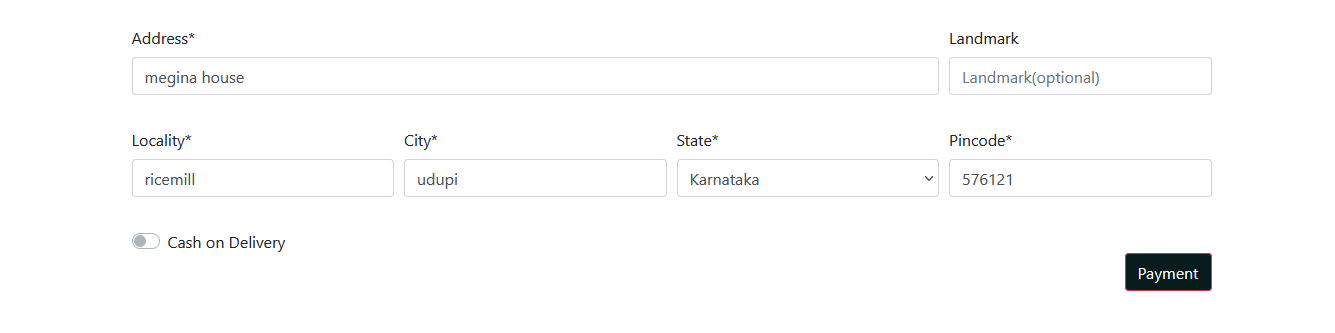 Address* Landmark
megina house Landmark(optional)
Locality* City* State* Pincode*
ricemill udupi Karnataka 576121
Cash on Delivery
Payment